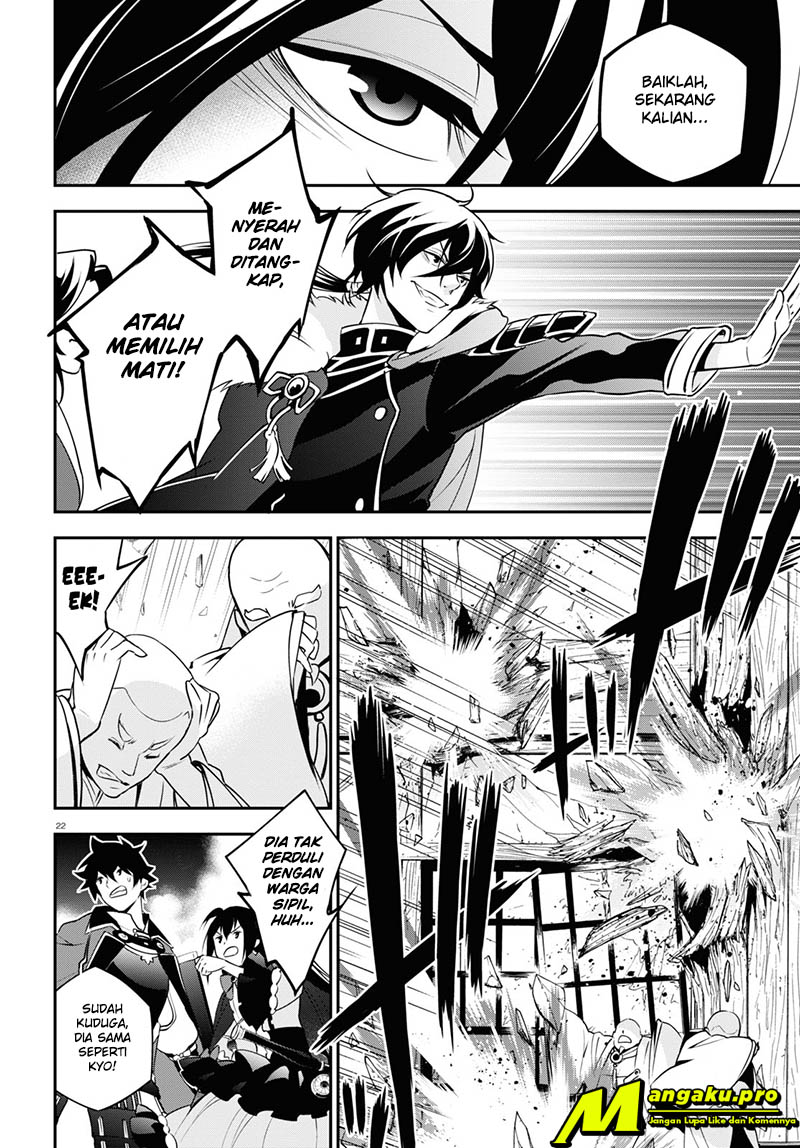 BAIKLAH,
SEKARANG
KALIAN...
ME-
NYERAH
DAN
DITANG-
KAP,
ATAU
MEMILIH
MATI!
EEE-
EK!
22
DIA TAK
PERDULI
DENGAN
WARGA
SIPIL,
HUH...
SUDAH
KUDUGA,
DIA SAMA
SEPERTI
KYO!
Mangaku.pro
Jangan Lupa Like dan Komennya